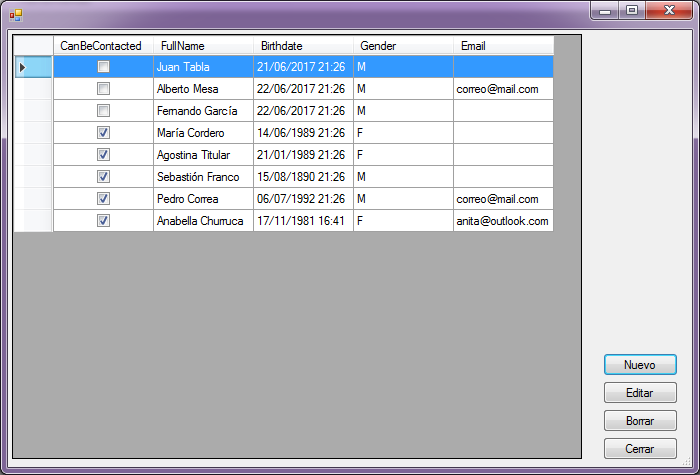 CanBeContacted FullName Birthdate Gender Email
Juan Tabla 21/06/2017 21:26 M
Alberto Mesa 22/06/2017 21:26 M correo@mail.com
Fernando García 22/06/2017 21:26 M
María Cordero 14/06/1989 21:26 F
Agostina Titular 21/01/1989 21:26 F
Sebastián Franco 15/08/1890 21:26 M
Pedro Correa 06/07/1992 21:26 M correo@mail.com
Anabella Churruca 17/11/1981 16:41 F anita@outlook.com
Nuevo
Editar
Borrar
Cerrar